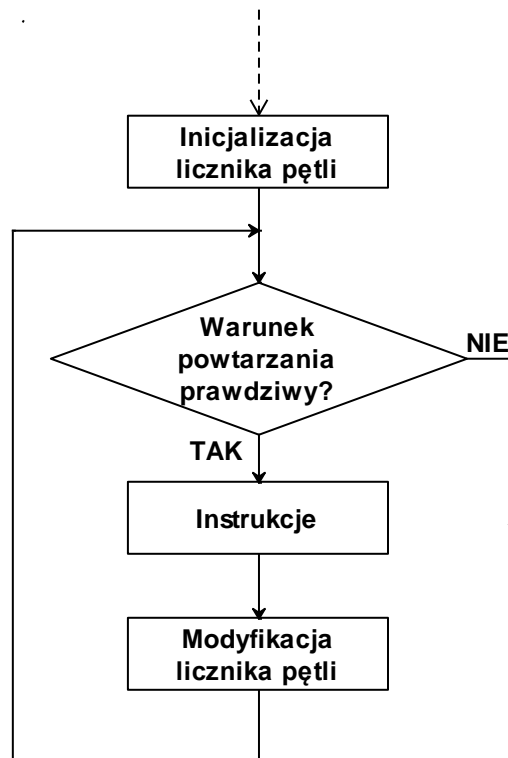 Inicjalizacja
licznika pętli
Warunek
powtarzania
prawdziwy?
NIE
TAK
Instrukcje
Modyfikacja
licznika pętli